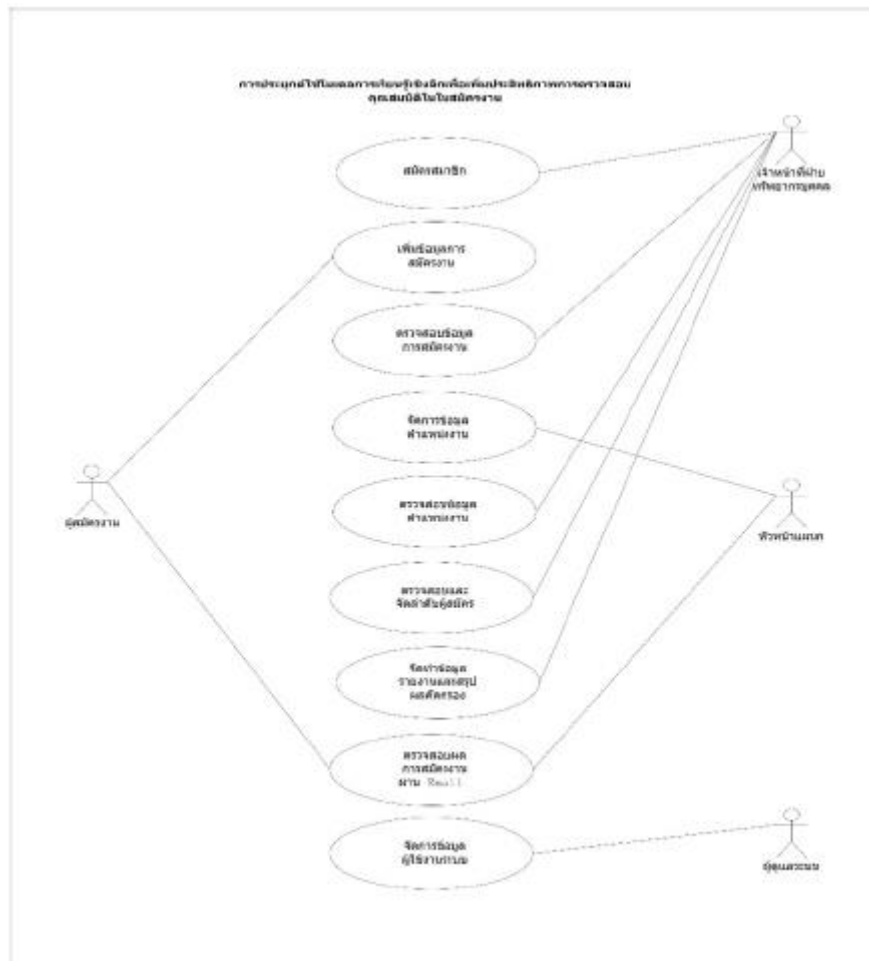 การประยุกต์ใช้โมเดลการเรียนรู้เชิงลึกเพื่อเพิ่มประสิทธิภาพการตรวจสอบ
คุณสมบัติในใบสมัครงาน
สมัครสมาชิก
เจ้าหน้าที่ฝ่าย
ทรัพยากรบุคคล
เพิ่มข้อมูลการ
สมัครงาน
ตรวจสอบข้อมูล
การสมัครงาน
จัดการข้อมูล
ตำแหน่งงาน
ผู้สมัครงาน
ตรวจสอบข้อมูล
ตำแหน่งงาน
หัวหน้าแผนก
ตรวจสอบและ
จัดลำดับผู้สมัคร
จัดทำข้อมูล
รายงานและสรุป
ผลคัดกรอง
ตรวจสอบผล
การสมัครงาน
ผ่าน Email
จัดการข้อมูล
ผู้ใช้งานระบบ
ผู้ดูแลระบบ